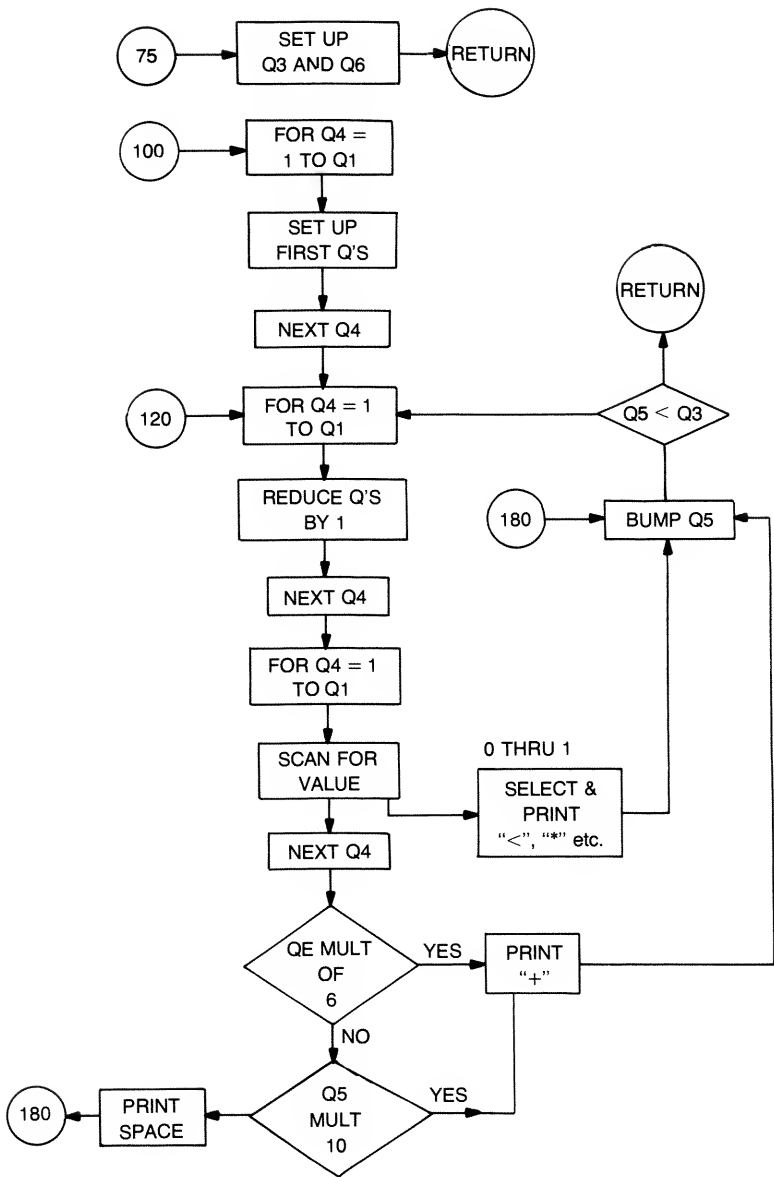 75
SET UP
Q3 AND Q6
RETURN
100
FOR Q4 =
1 TO Q1
SET UP
FIRST Q'S
RETURN
NEXT Q4
120
FOR Q4 = 1
TO Q1
Q5 < Q3
REDUCE Q'S
BY 1
180
BUMP Q5
NEXT Q4
FOR Q4 = 1
TO Q1
SCAN FOR
VALUE
0 THRU 1
SELECT &
PRINT
“<”, “*” etc.
NEXT Q4
QE MULT
OF
6
YES
PRINT
“+”
NO
Q5
MULT
10
YES
PRINT
SPACE
180